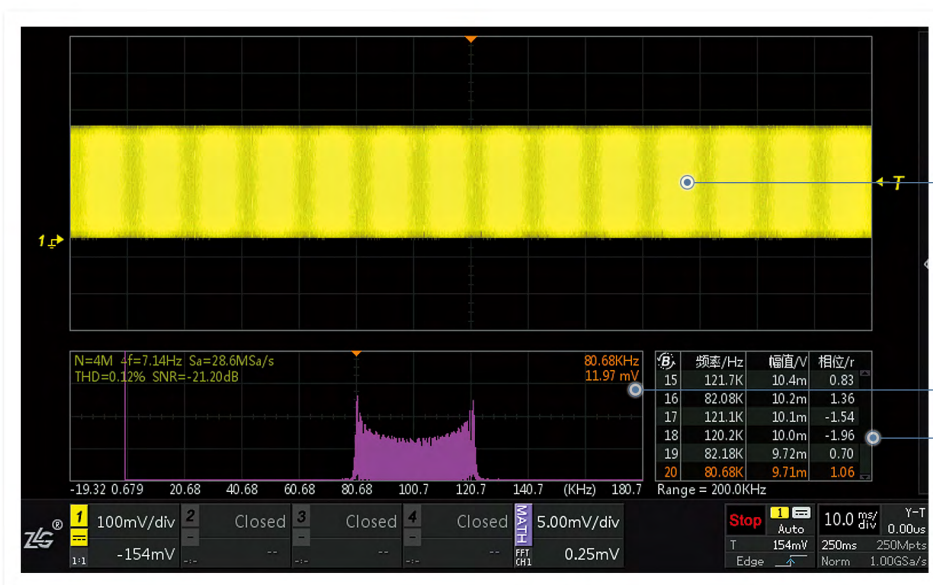 T
1
N=4M △f=7.14Hz Sa=28.6MSa/s
THD=0.12% SNR=-21.20dB
80.68KHz
11.97 mV
-19.32 0.679 20.68 40.68 60.68 80.68 100.7 120.7 140.7 (KHz) 180.7
B 频率/Hz 幅值/V 相位/r
15 121.7K 10.4m 0.83
16 82.08K 10.2m 1.36
17 121.1K 10.1m -1.54
18 120.2K 10.0m -1.96
19 82.18K 9.72m 0.70
20 80.68K 9.71m 1.06
Range = 200.0KHz
ZLG®
1 100mV/div
1:1 -154mV
2 Closed
-:- --
3 Closed
-:- --
4 Closed
-:- --
MATH 5.00mV/div
FFT CH1 0.25mV
Stop 1 Auto
T 154mV
Edge
10.0 ms/div Y-T 0.00us
250ms 250Mpts
Norm 1.00GSa/s